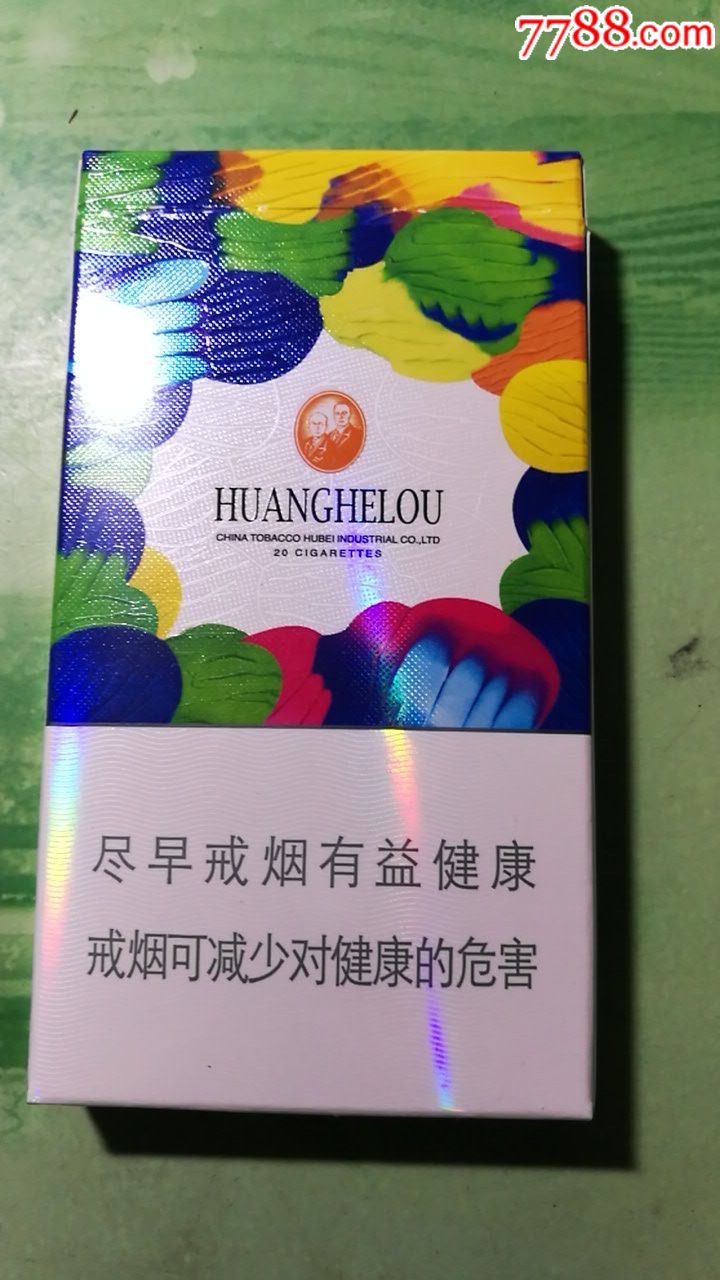 7788.com
HUANGHELOU
CHINA TOBACCO HUBEI INDUSTRIAL CO.,LTD
20 CIGARETTES
尽早戒烟有益健康
戒烟可减少对健康的危害